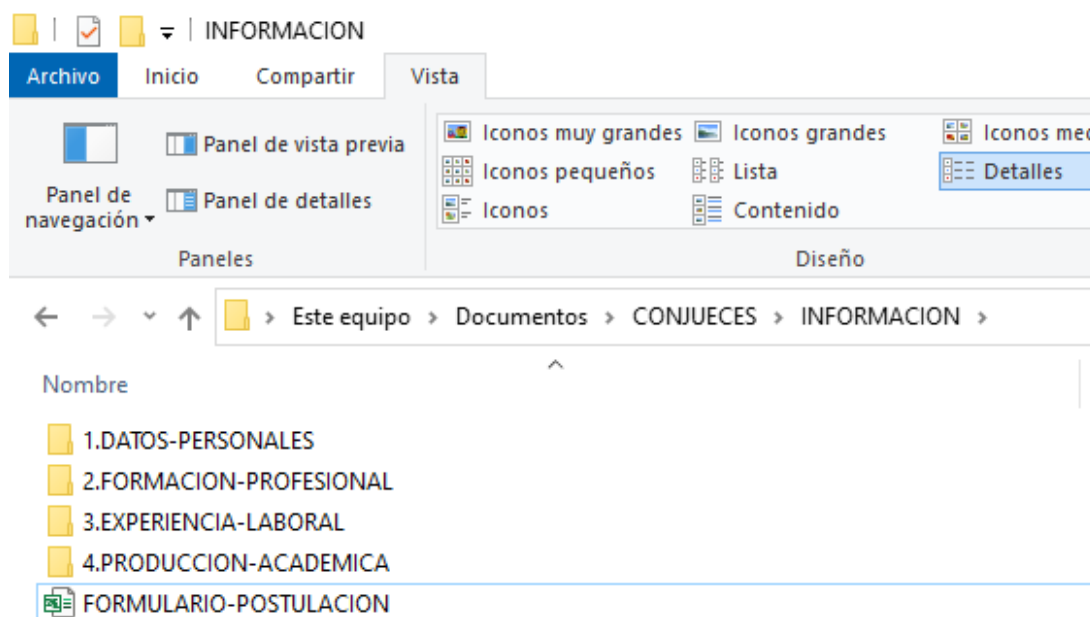 INFORMACION
Archivo Inicio Compartir Vista
Panel de navegación
Panel de vista previa
Panel de detalles
Paneles
Iconos muy grandes Iconos grandes Iconos med
Iconos pequeños Lista Detalles
Iconos Contenido
Diseño
Este equipo > Documentos > CONJUECES > INFORMACION >
Nombre
1.DATOS-PERSONALES
2.FORMACION-PROFESIONAL
3.EXPERIENCIA-LABORAL
4.PRODUCCION-ACADEMICA
FORMULARIO-POSTULACION